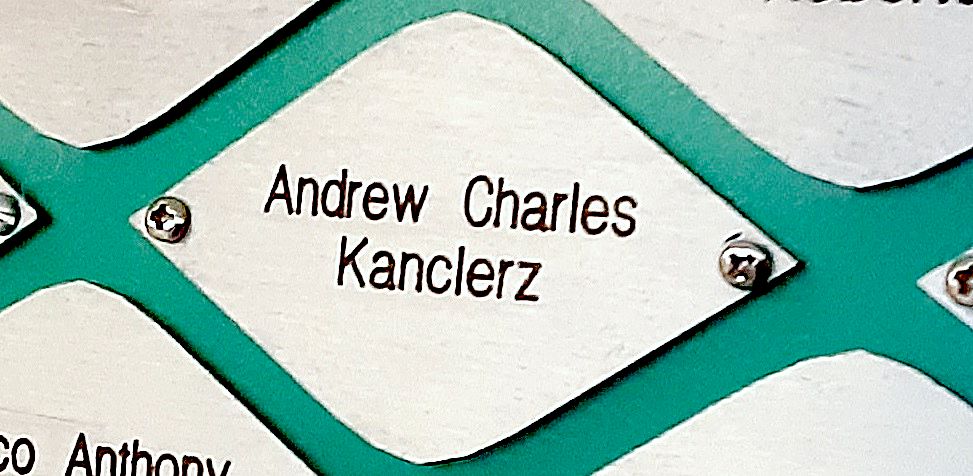 Andrew Charles
Kanclerz
Anthony